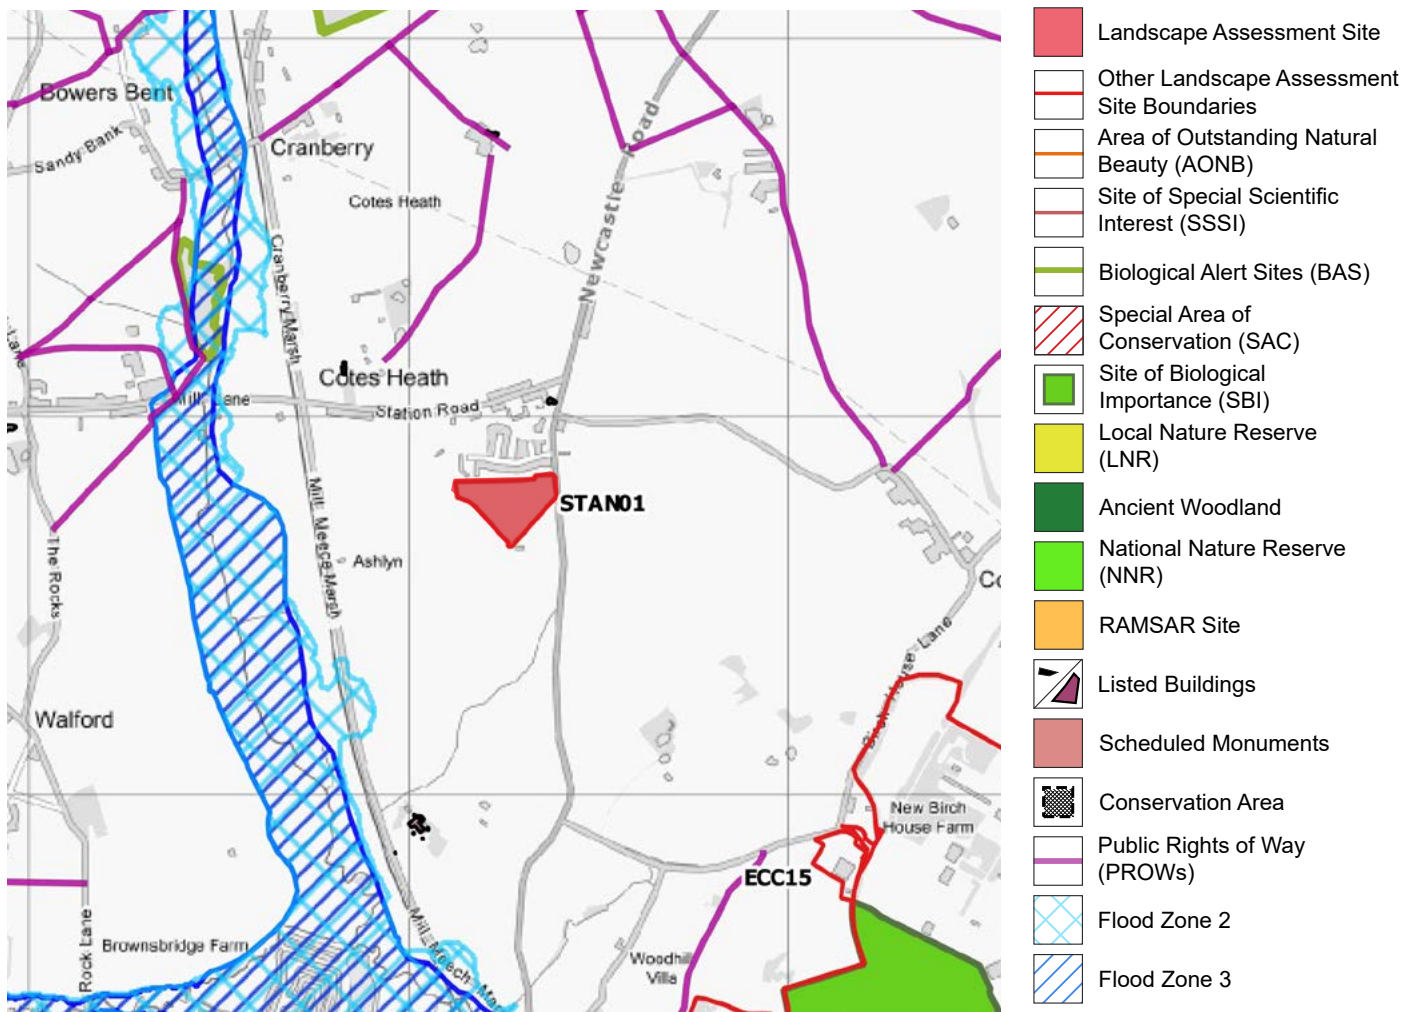 Bowers Bent
Sandy Bank
Cranberry
Cotes Heath
Newcastle Road
Cranberry Marsh
Lane
Cotes Heath
Mill Lane
Station Road
STAN01
Mill Meece Marsh
Ashlyn
The Rocks
Co
Birch House Lane
Walford
New Birch
House Farm
ECC15
Rock Lane
Brownsbridge Farm
Woodhill
Villa
Landscape Assessment Site
Other Landscape Assessment
Site Boundaries
Area of Outstanding Natural
Beauty (AONB)
Site of Special Scientific
Interest (SSSI)
Biological Alert Sites (BAS)
Special Area of
Conservation (SAC)
Site of Biological
Importance (SBI)
Local Nature Reserve
(LNR)
Ancient Woodland
National Nature Reserve
(NNR)
RAMSAR Site
Listed Buildings
Scheduled Monuments
Conservation Area
Public Rights of Way
(PROWs)
Flood Zone 2
Flood Zone 3